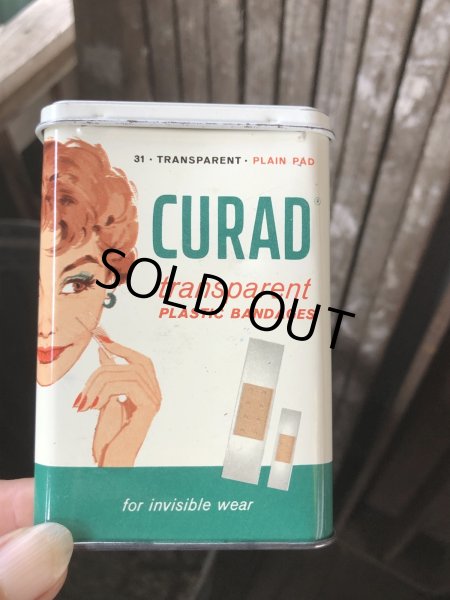 31 · TRANSPARENT · PLAIN PAD
CURAD®
transparent
PLASTIC BANDAGES
SOLD OUT
for invisible wear